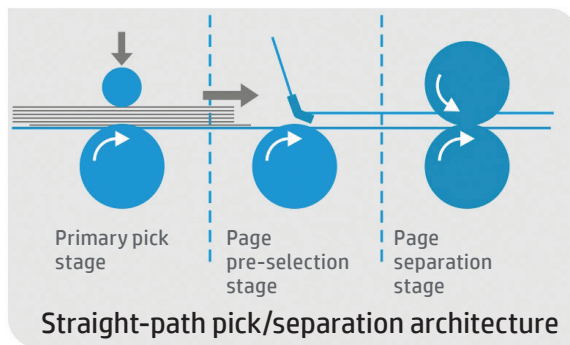 Primary pick
stage
Page
pre-selection
stage
Page
separation
stage
Straight-path pick/separation architecture